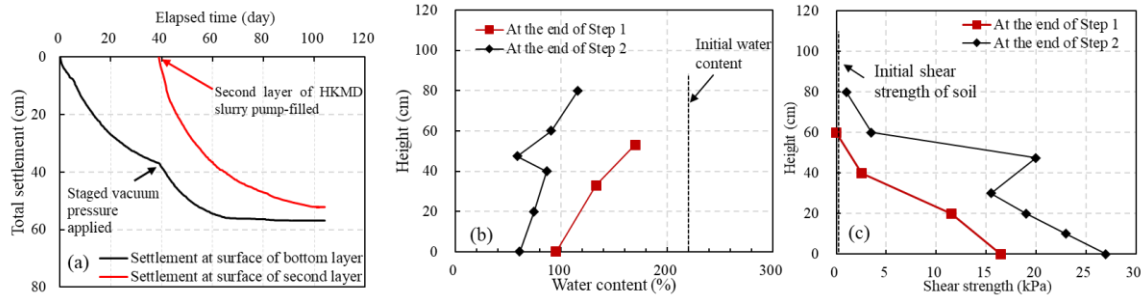 Elapsed time (day)
0 20 40 60 80 100 120 140
0
20
40
60
80
Total settlement (cm)
Second layer of HKMD
slurry pump-filled
Staged vacuum
pressure
applied
(a)
Settlement at surface of bottom layer
Settlement at surface of second layer
120
100
80
60
40
20
0
Height (cm)
At the end of Step 1
At the end of Step 2
Initial water
content
(b)
0 100 200 300
Water content (%)
120
100
80
60
40
20
0
Height (cm)
At the end of Step 1
At the end of Step 2
Initial shear
strength of soil
(c)
0 5 10 15 20 25 30
Shear strength (kPa)